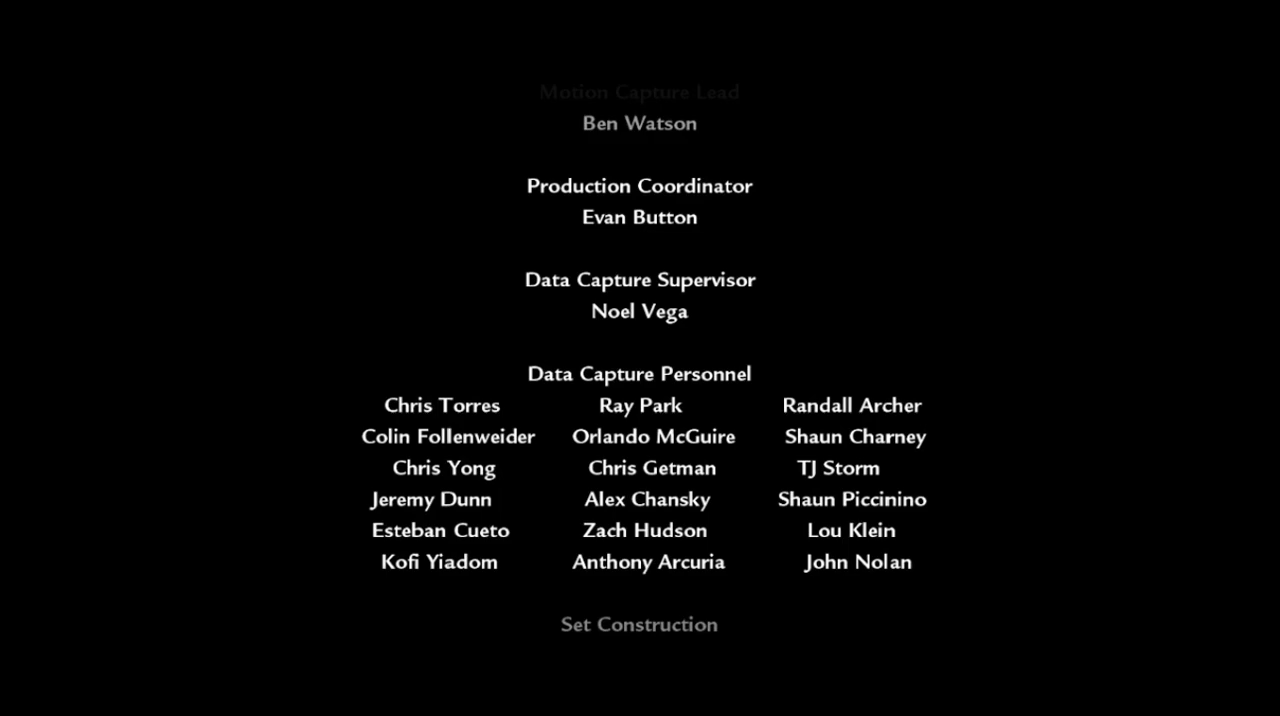 Motion Capture Lead
Ben Watson
Production Coordinator
Evan Button
Data Capture Supervisor
Noel Vega
Data Capture Personnel
Chris Torres Ray Park Randall Archer
Colin Follenweider Orlando McGuire Shaun Charney
Chris Yong Chris Getman TJ Storm
Jeremy Dunn Alex Chansky Shaun Piccinino
Esteban Cueto Zach Hudson Lou Klein
Kofi Yiadom Anthony Arcuria John Nolan
Set Construction